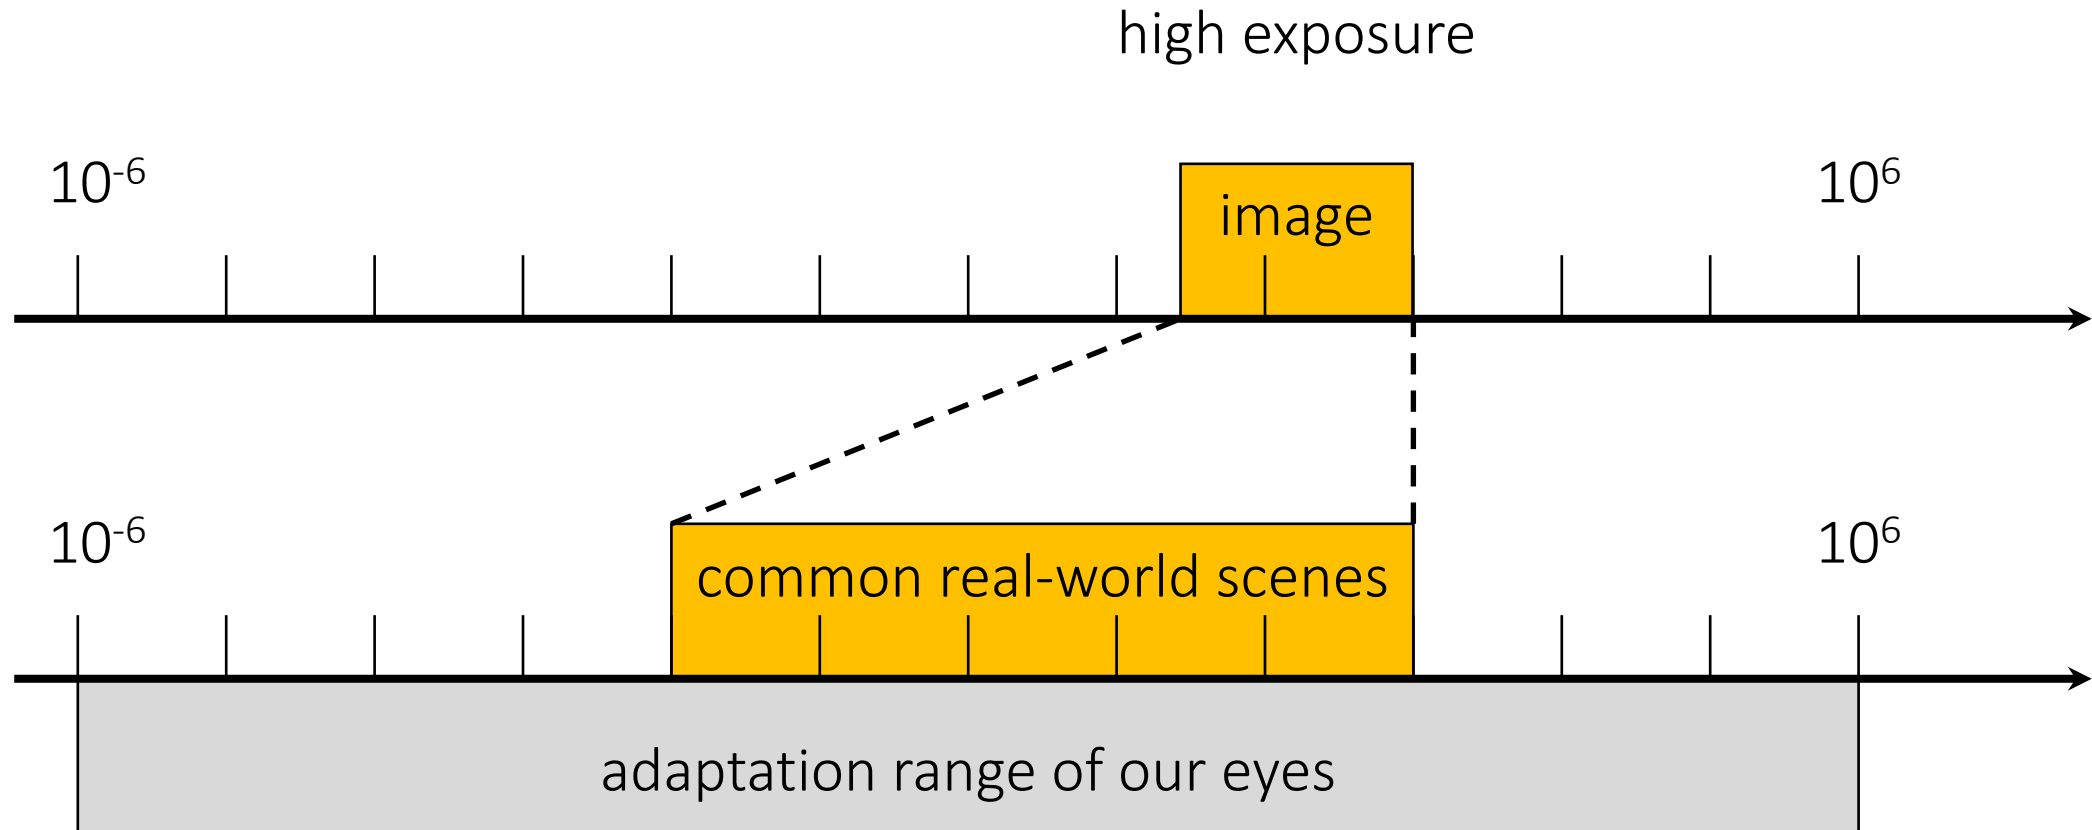 high exposure
10⁻⁶ 10⁶
image
10⁻⁶ 10⁶
common real-world scenes
adaptation range of our eyes